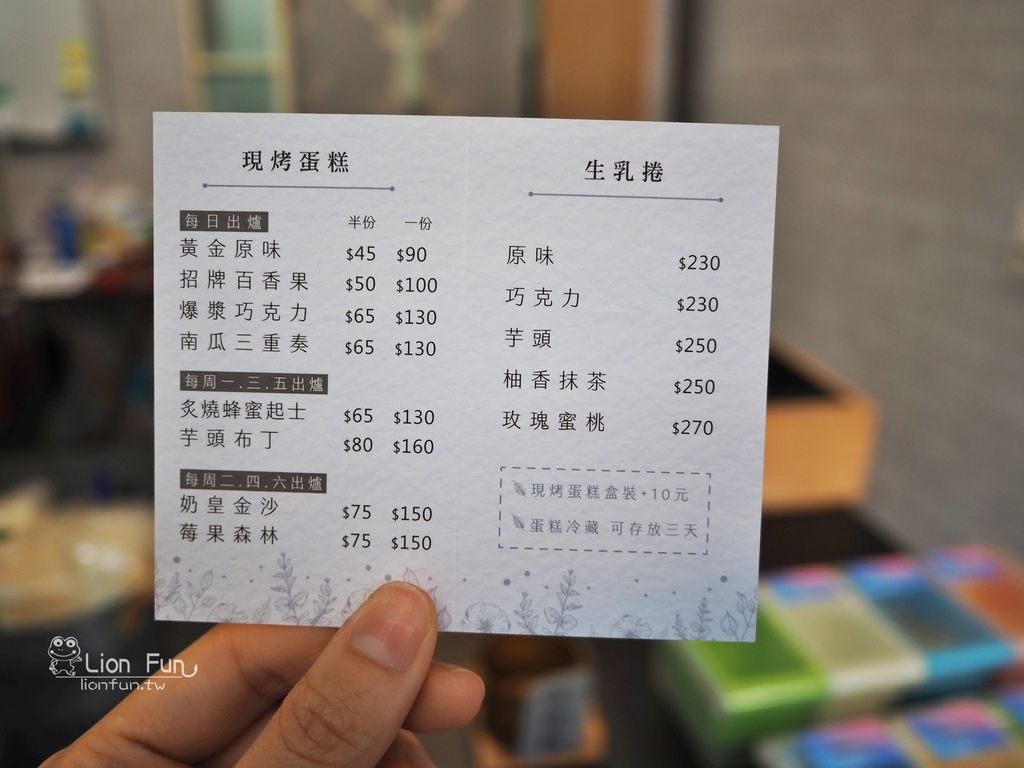 現烤蛋糕
每日出爐 半份 一份
黃金原味 $45 $90
招牌百香果 $50 $100
爆漿巧克力 $65 $130
南瓜三重奏 $65 $130
每周一.三.五出爐
炙燒蜂蜜起士 $65 $130
芋頭布丁 $80 $160
每周二.四.六出爐
奶皇金沙 $75 $150
莓果森林 $75 $150
生乳捲
原味 $230
巧克力 $230
芋頭 $250
柚香抹茶 $250
玫瑰蜜桃 $270
現烤蛋糕盒裝+10元
蛋糕冷藏 可存放三天
Lion Fun
lionfun.tw